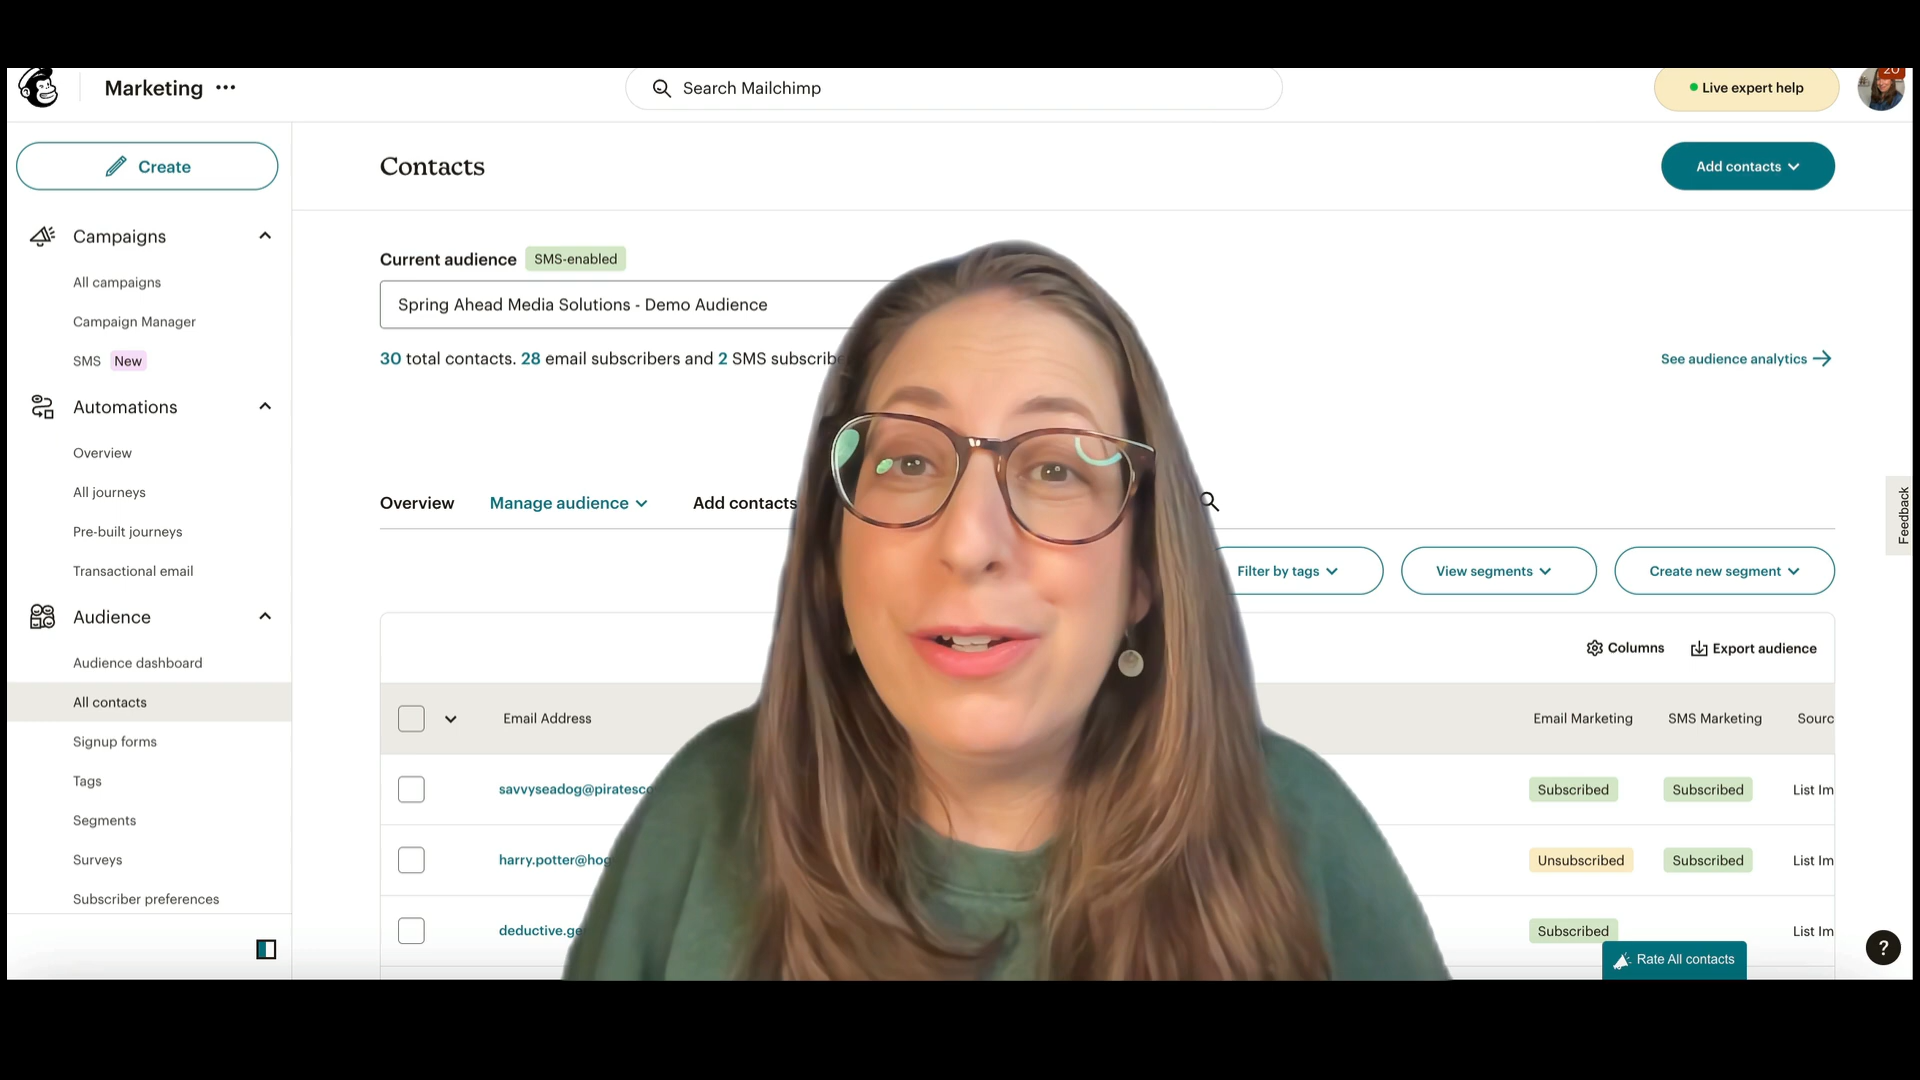 Marketing
Search Mailchimp
Live expert help
20
Create
Contacts
Add contacts
Campaigns
Current audience SMS-enabled
All campaigns
Spring Ahead Media Solutions - Demo Audience
Campaign Manager
SMS New
30 total contacts. 28 email subscribers and 2 SMS
See audience analytics
Automations
Overview
All journeys
Pre-built journeys
Transactional email
Overview Manage audience Add contacts
Feedback
Filter by tags View segments Create new segment
Audience
Audience dashboard
All contacts
Signup forms
Tags
Segments
Surveys
Subscriber preferences
Columns Export audience
Email Address Email Marketing SMS Marketing Sourc
savvyseadog@piratesco Subscribed Subscribed List Im
harry.potter@hog Unsubscribed Subscribed List Im
deductive.ge Subscribed List Im
Rate All contacts
?